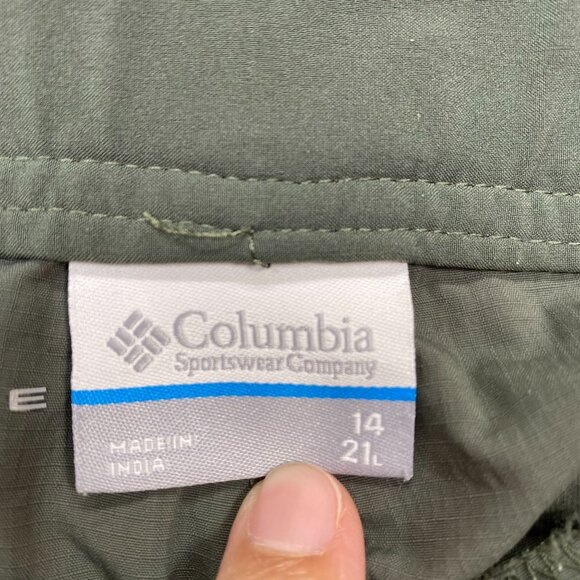 Columbia
Sportswear Company
E
14
MADE IN
21L
INDIA